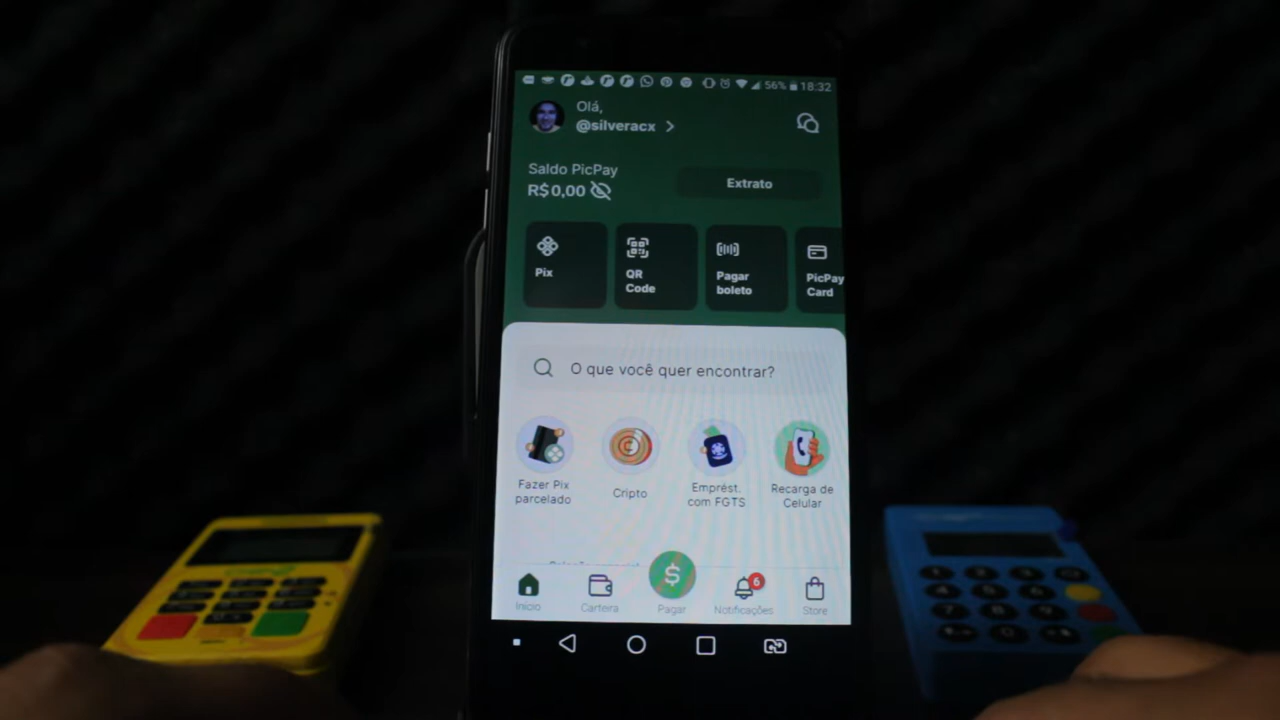 56% 18:32
Olá,
@silveracx
Saldo PicPay
R$0,00
Extrato
Pix
QR
Code
Pagar
boleto
PicPay
Card
O que você quer encontrar?
Fazer Pix
parcelado
Cripto
Emprést.
com FGTS
Recarga de
Celular
6
Início
Carteira
Pagar
Notificações
Store